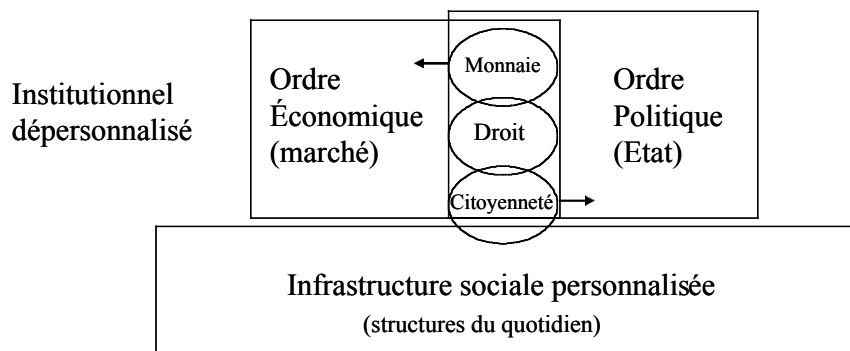 Institutionnel
dépersonnalisé
Ordre
Économique
(marché)
Monnaie
Droit
Citoyenneté
Ordre
Politique
(Etat)
Infrastructure sociale personnalisée
(structures du quotidien)